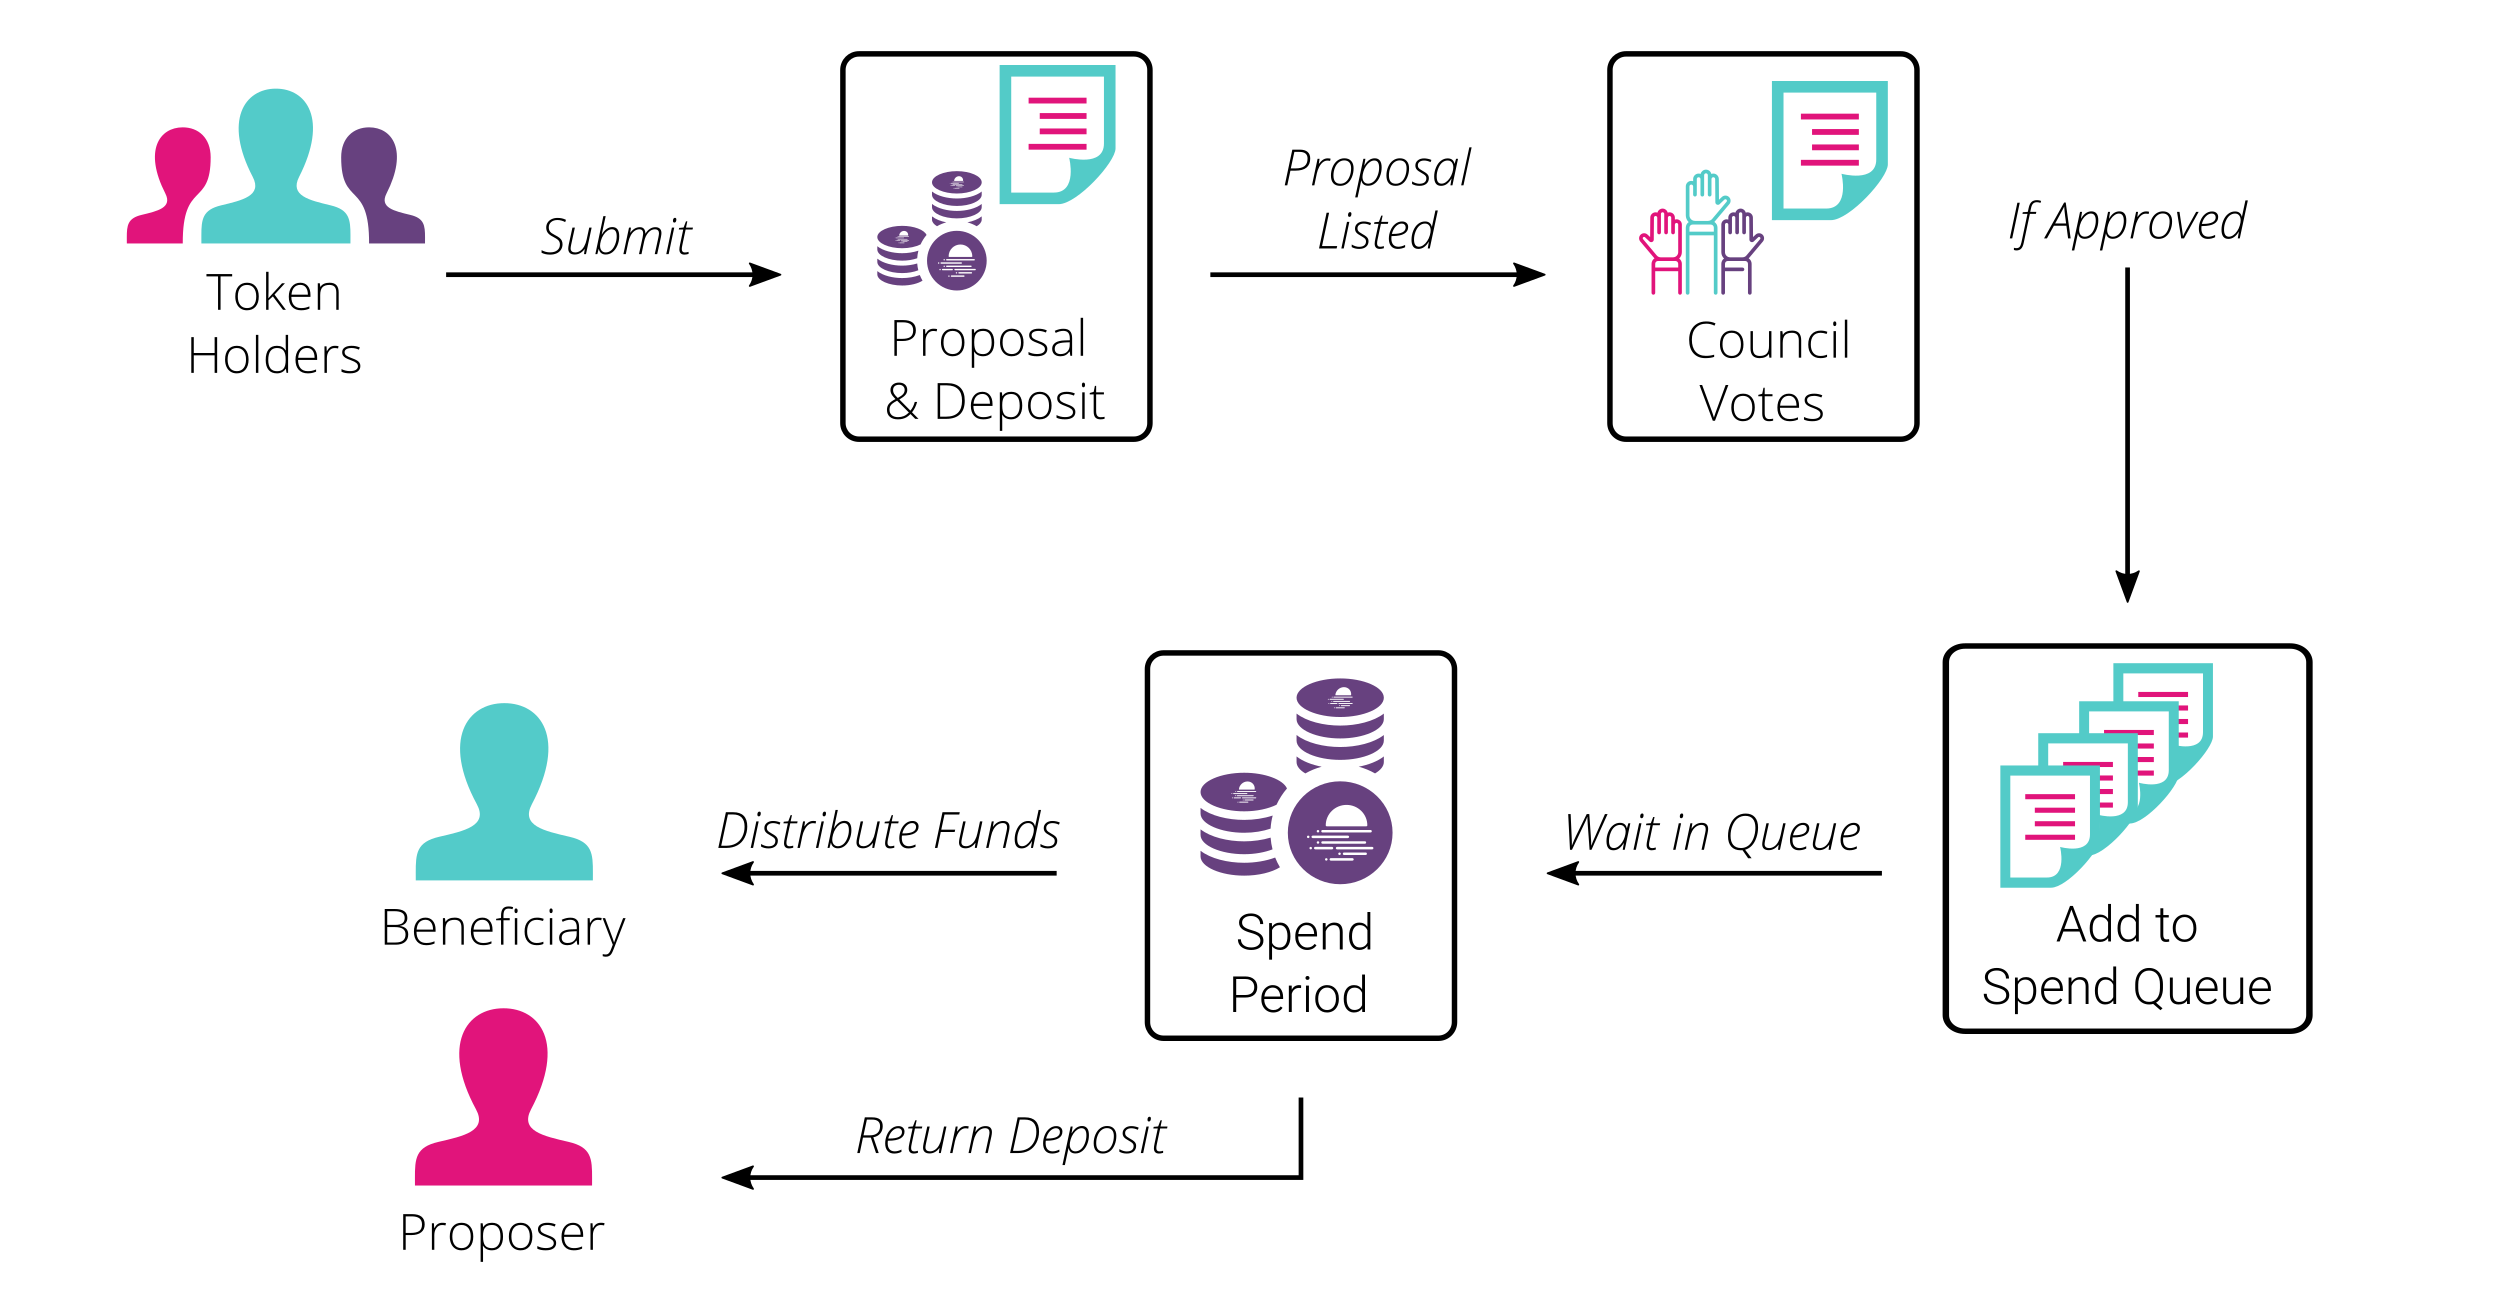 Token
Holders
Submit
Proposal
& Deposit
Proposal
Listed
Council
Votes
If Approved
Add to
Spend Queue
Wait in Queue
Spend
Period
Distribute Funds
Beneficiary
Return Deposit
Proposer